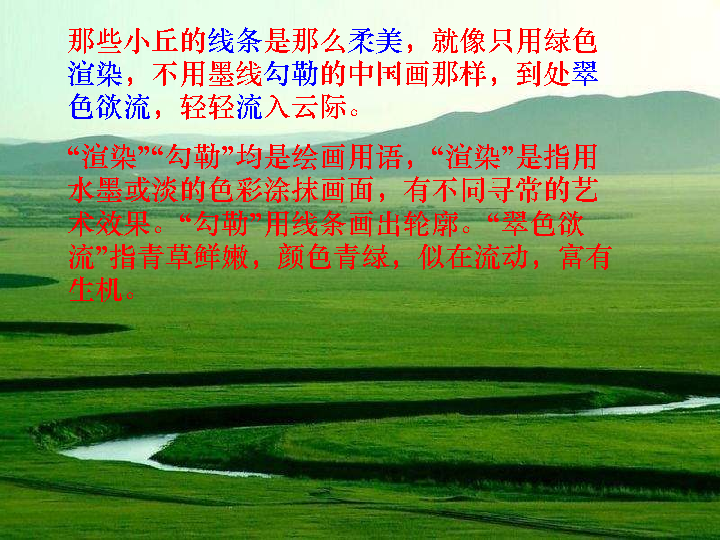 那些小丘的线条是那么柔美，就像只用绿色
渲染，不用墨线勾勒的中国画那样，到处翠
色欲流，轻轻流入云际。
“渲染”“勾勒”均是绘画用语，“渲染”是指用
水墨或淡的色彩涂抹画面，有不同寻常的艺
术效果。“勾勒”用线条画出轮廓。“翠色欲
流”指青草鲜嫩，颜色青绿，似在流动，富有
生机。